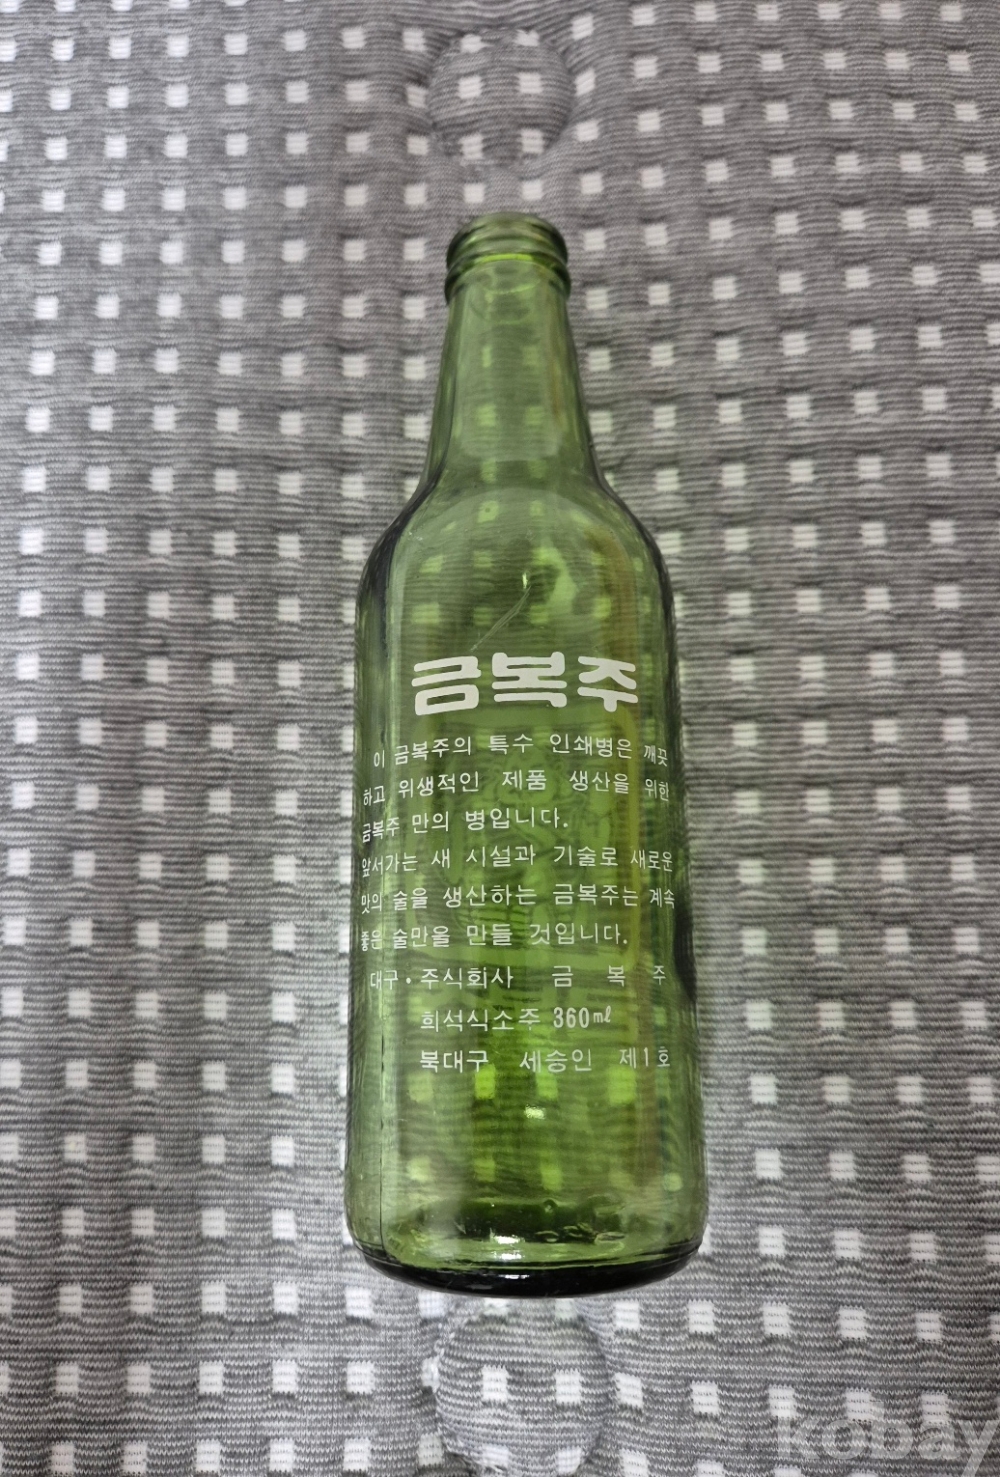 금복주
이 금복주의 특수 인쇄병은 깨끗
하고 위생적인 제품 생산을 위한
금복주 만의 병입니다.
앞서가는 새 시설과 기술로 새로운
맛의 술을 생산하는 금복주는 계속
좋은 술만을 만들 것입니다.
대구·주식회사 금 복 주
희석식소주 360㎖
북대구 세승인 제1호
kobay